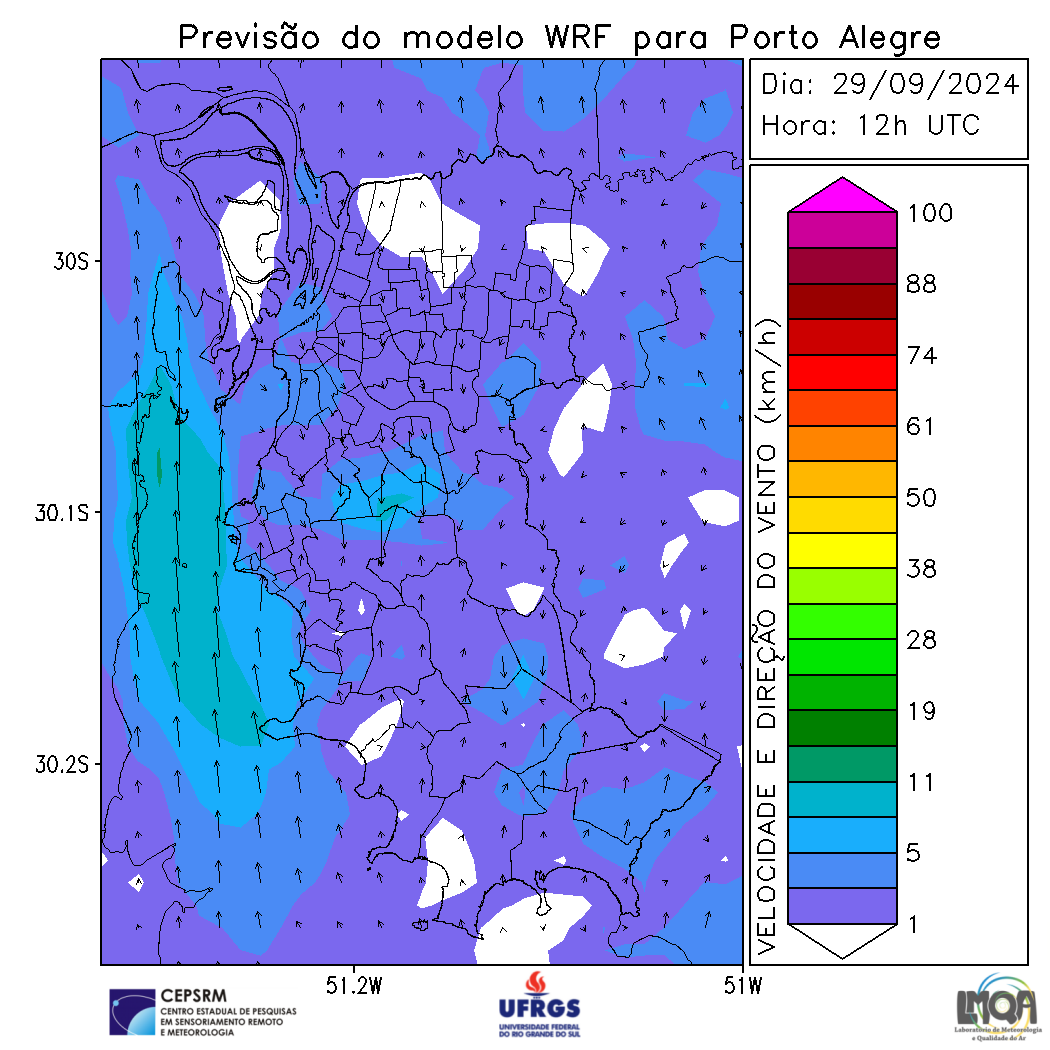 Previsão do modelo WRF para Porto Alegre
Dia: 29/09/2024
Hora: 12h UTC
30S
30.1S
30.2S
51.2W
51W
VELOCIDADE E DIREÇÃO DO VENTO (km/h)
100
88
74
61
50
38
28
19
11
5
1
CEPSRM
CENTRO ESTADUAL DE PESQUISAS
EM SENSORIAMENTO REMOTO
E METEOROLOGIA
UFRGS
UNIVERSIDADE FEDERAL
DO RIO GRANDE DO SUL
LMQA
Laboratório de Meteorologia
e Qualidade do Ar